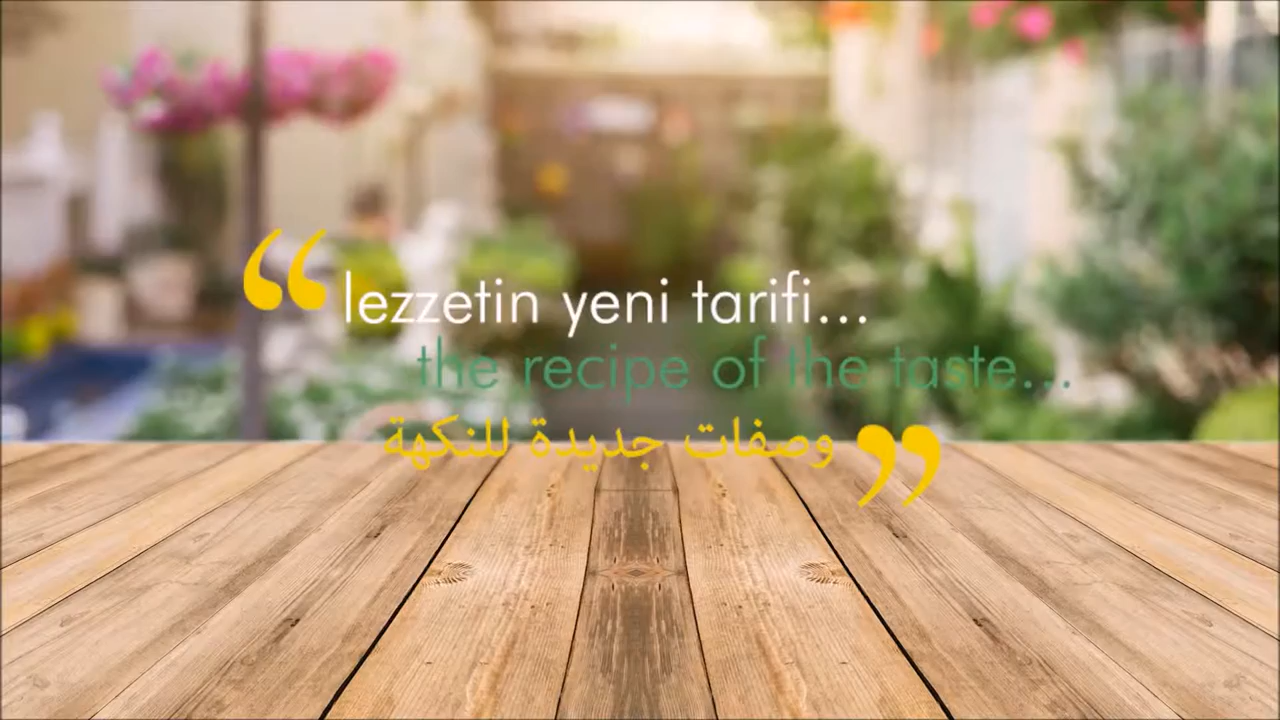 “lezzetin yeni tarifi...
the recipe of the taste...
وصفات جديدة للنكهة”